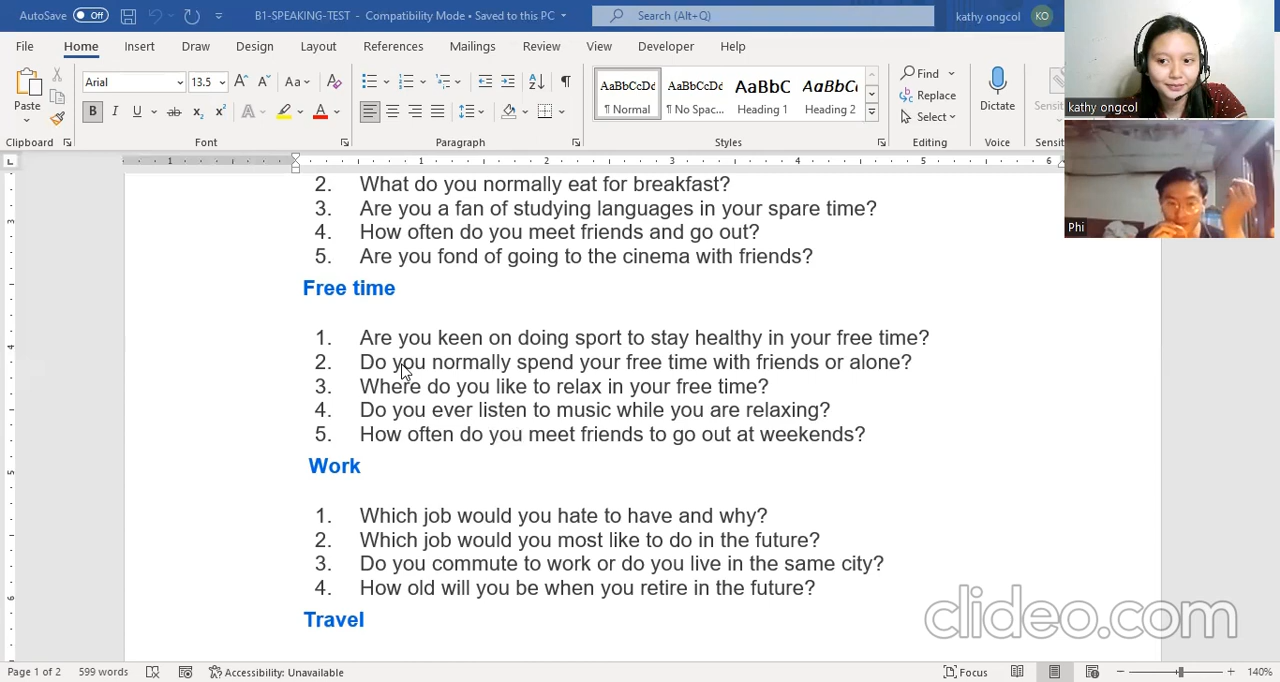 AutoSave Off B1-SPEAKING-TEST - Compatibility Mode • Saved to this PC Search (Alt+Q) kathy ongcol KO
File Home Insert Draw Design Layout References Mailings Review View Developer Help
Paste
Clipboard
Arial 13.5 Aa
B I U ab x₂ x² A A
Font
Paragraph
AaBbCcDd AaBbCcDd AaBbC AaBbCc
¶ Normal ¶ No Spac... Heading 1 Heading 2
Styles
Find
Replace
Select
Editing
Dictate
Voice
kathy ongcol
Phi
1 1 2 3 4 5 6
2. What do you normally eat for breakfast?
3. Are you a fan of studying languages in your spare time?
4. How often do you meet friends and go out?
5. Are you fond of going to the cinema with friends?
Free time
1. Are you keen on doing sport to stay healthy in your free time?
2. Do you normally spend your free time with friends or alone?
3. Where do you like to relax in your free time?
4. Do you ever listen to music while you are relaxing?
5. How often do you meet friends to go out at weekends?
Work
1. Which job would you hate to have and why?
2. Which job would you most like to do in the future?
3. Do you commute to work or do you live in the same city?
4. How old will you be when you retire in the future?
Travel
clideo.com
Page 1 of 2 599 words Accessibility: Unavailable Focus 140%